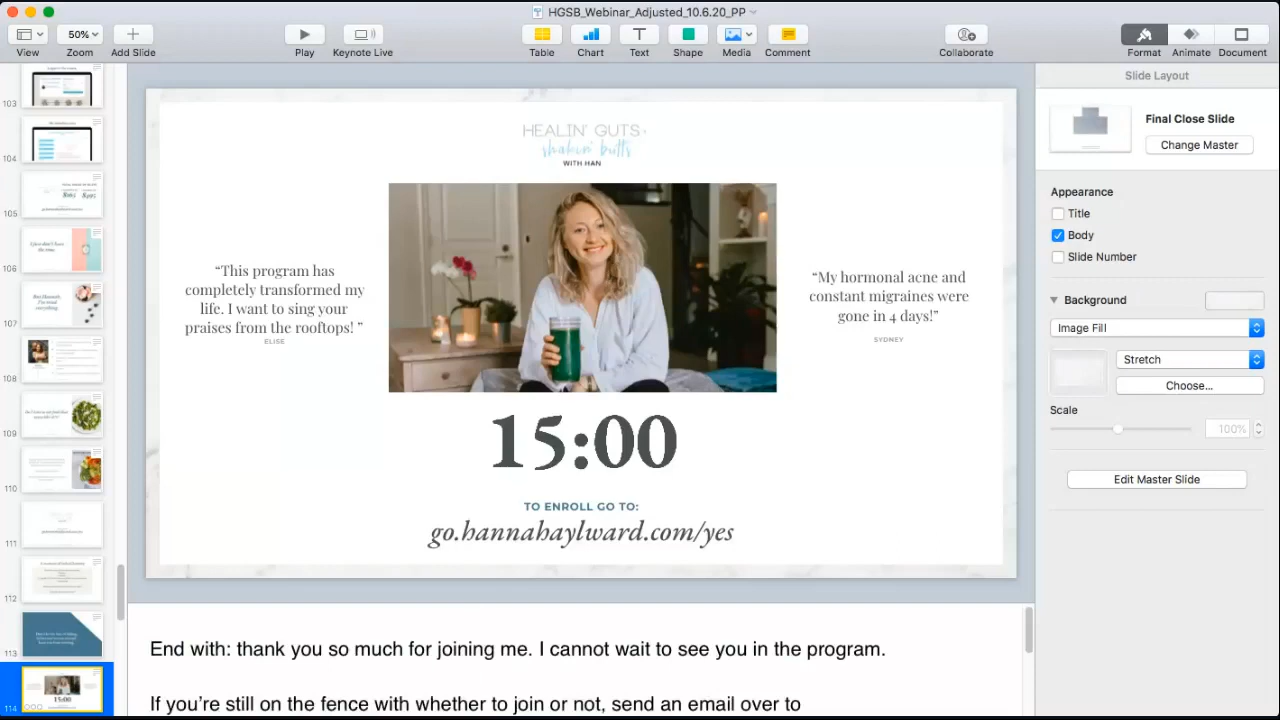 HGSB_Webinar_Adjusted_10.6.20_PP
50%
View
Zoom
Add Slide
Play
Keynote Live
Table
Chart
Text
Shape
Media
Comment
Collaborate
Format
Animate
Document
103
104
105
106
107
108
109
110
111
112
113
114
15:00
HEALIN' GUTS
shakin' butts
WITH HAN
“This program has
completely transformed my
life. I want to sing your
praises from the rooftops! ”
ELISE
“My hormonal acne and
constant migraines were
gone in 4 days!”
SYDNEY
15:00
TO ENROLL GO TO:
go.hannahaylward.com/yes
End with: thank you so much for joining me. I cannot wait to see you in the program.
If you’re still on the fence with whether to join or not, send an email over to
Slide Layout
Final Close Slide
Change Master
Appearance
Title
Body
Slide Number
Background
Image Fill
Stretch
Choose...
Scale
100%
Edit Master Slide